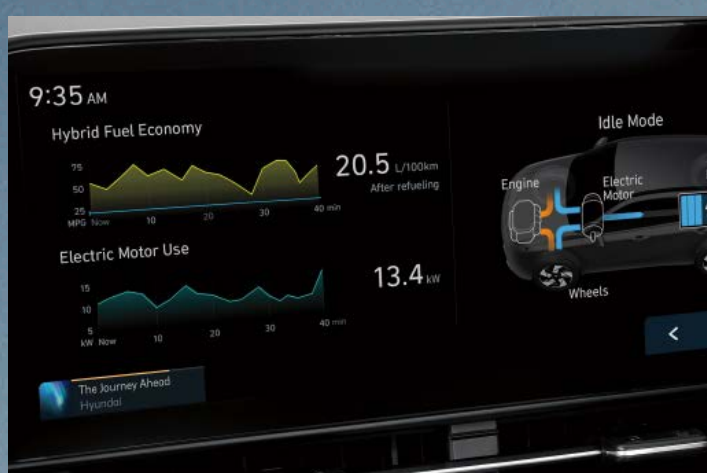 9:35 AM
Hybrid Fuel Economy
75
50
25
MPG Now 10 20 30 40 min
20.5 L/100km
After refueling
Electric Motor Use
15
10
5
kW Now 10 20 30 40 min
13.4 kW
The Journey Ahead
Hyundai
Idle Mode
Engine
Electric
Motor
Wheels